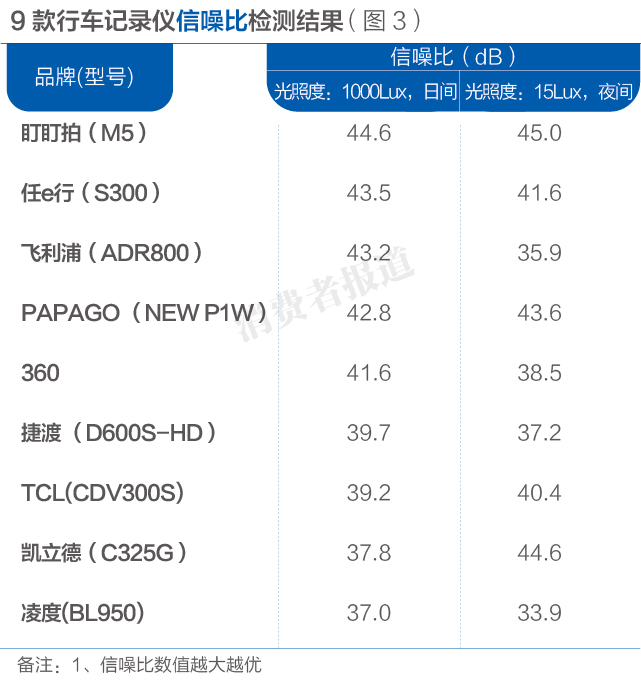 9款行车记录仪信噪比检测结果(图3)
品牌(型号) 信噪比(dB)
光照度:1000Lux,日间 光照度:15Lux,夜间
盯盯拍(M5) 44.6 45.0
任e行(S300) 43.5 41.6
飞利浦(ADR800) 43.2 35.9
PAPAGO(NEW P1W) 42.8 43.6
360 41.6 38.5
捷渡(D600S-HD) 39.7 37.2
TCL(CDV300S) 39.2 40.4
凯立德(C325G) 37.8 44.6
凌度(BL950) 37.0 33.9
备注:1、信噪比数值越大越优
消费者报道